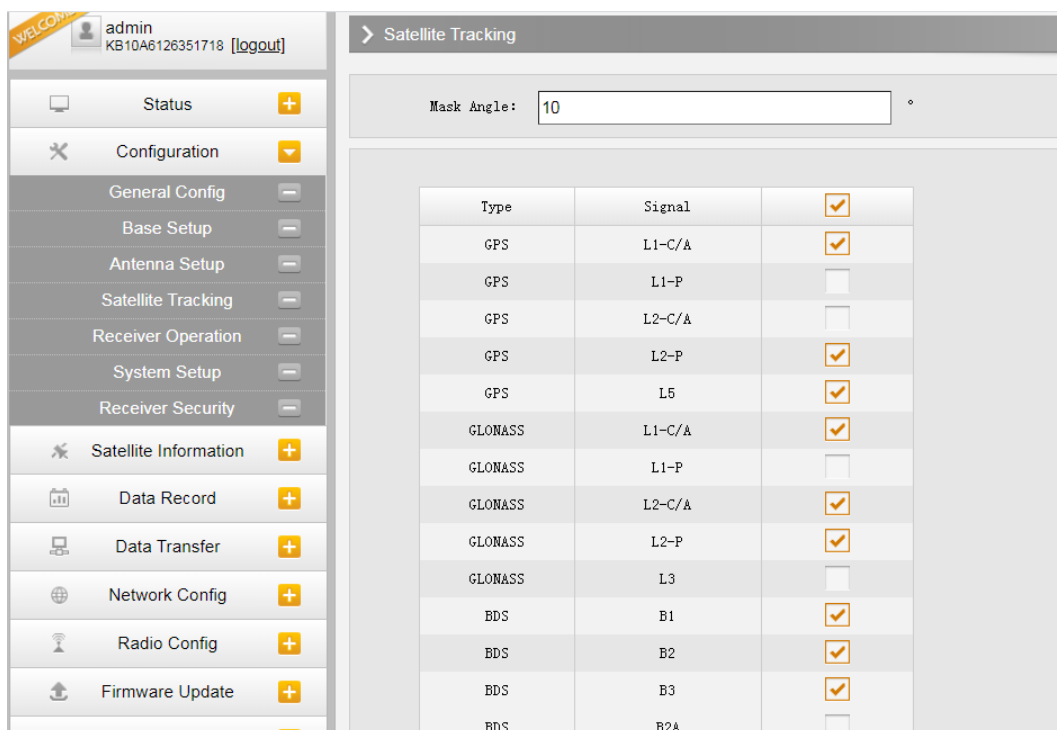 WELCOME
admin
KB10A6126351718 [logout]
Status
Configuration
General Config
Base Setup
Antenna Setup
Satellite Tracking
Receiver Operation
System Setup
Receiver Security
Satellite Information
Data Record
Data Transfer
Network Config
Radio Config
Firmware Update
Satellite Tracking
Mask Angle: 10 °
Type Signal
GPS L1-C/A
GPS L1-P
GPS L2-C/A
GPS L2-P
GPS L5
GLONASS L1-C/A
GLONASS L1-P
GLONASS L2-C/A
GLONASS L2-P
GLONASS L3
BDS B1
BDS B2
BDS B3
BDS B2A